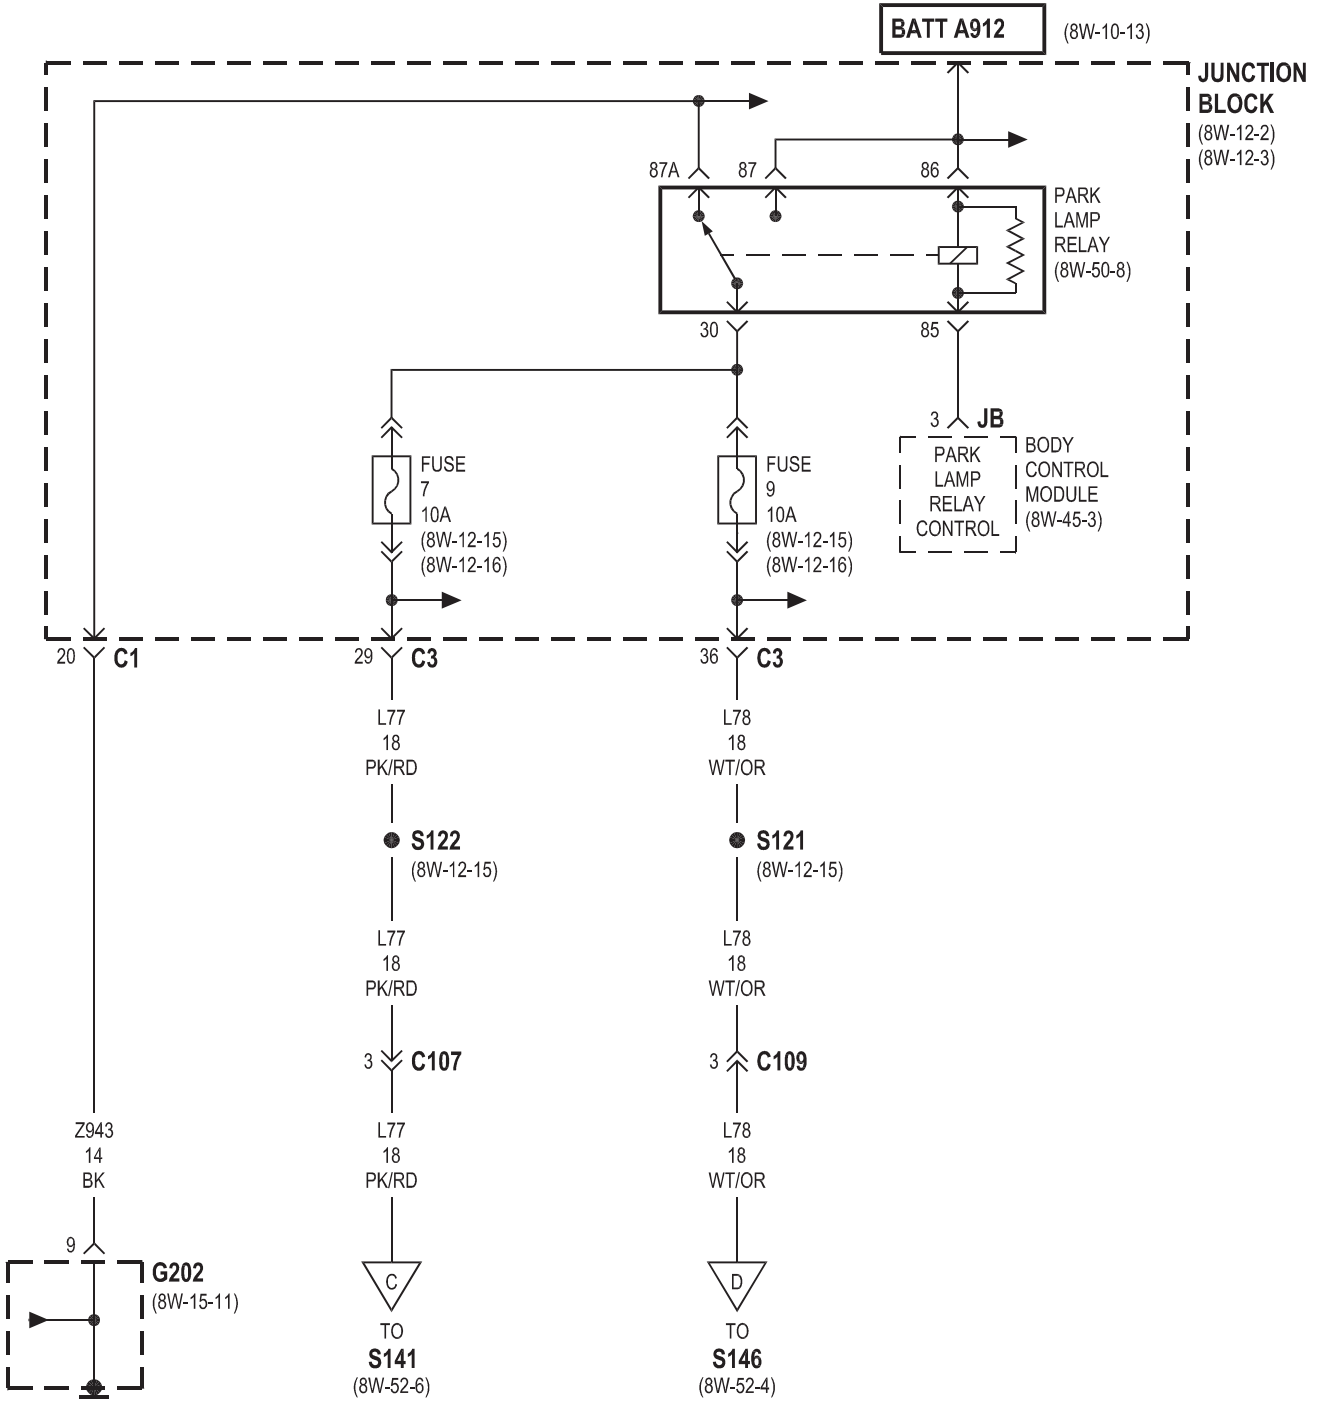 BATT A912
(8W-10-13)
JUNCTION
BLOCK
(8W-12-2)
(8W-12-3)
87A
87
86
PARK
LAMP
RELAY
(8W-50-8)
30
85
3
JB
PARK
LAMP
RELAY
CONTROL
BODY
CONTROL
MODULE
(8W-45-3)
FUSE
7
10A
(8W-12-15)
(8W-12-16)
FUSE
9
10A
(8W-12-15)
(8W-12-16)
20
C1
29
C3
36
C3
L77
18
PK/RD
L78
18
WT/OR
S122
(8W-12-15)
S121
(8W-12-15)
L77
18
PK/RD
L78
18
WT/OR
3
C107
3
C109
Z943
14
BK
L77
18
PK/RD
L78
18
WT/OR
9
G202
(8W-15-11)
C
TO
S141
(8W-52-6)
D
TO
S146
(8W-52-4)